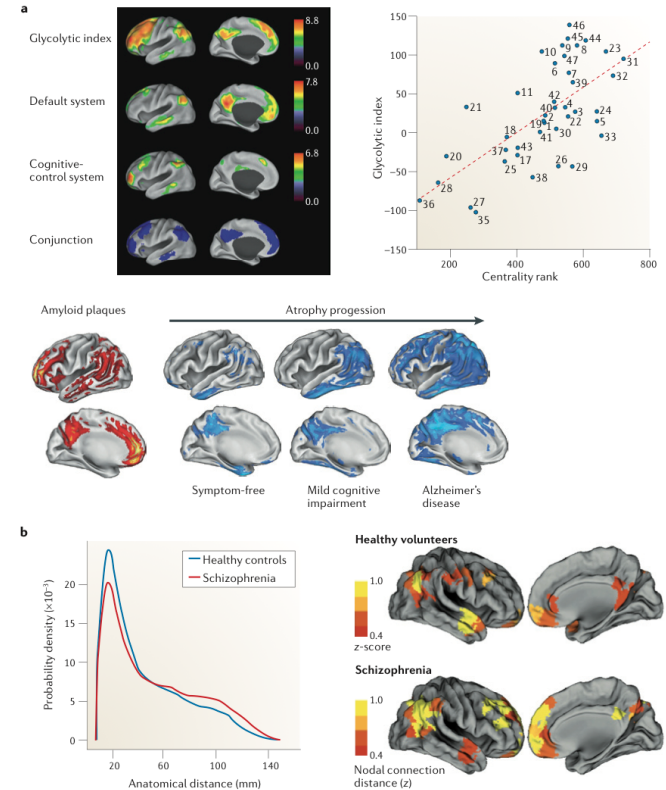 a
Glycolytic index
8.8
0.0
Default system
7.8
Cognitive-
control system
6.8
0.0
Conjunction
Glycolytic index
150
100
50
0
−50
−100
−150
200
400
600
800
Centrality rank
46
45
44
10
9
8
23
47
31
6
7
32
39
11
42
21
40
4
3
24
2
22
5
19
1
18
41
30
33
37
43
20
25
17
26
29
28
38
36
27
35
Amyloid plaques
Atrophy progession
Symptom-free
Mild cognitive
impairment
Alzheimer's
disease
b
Probability density (×10⁻³)
20
15
10
5
0
Healthy controls
Schizophrenia
20
60
100
140
Anatomical distance (mm)
Healthy volunteers
1.0
0.4
z-score
Schizophrenia
1.0
0.4
Nodal connection
distance (z)